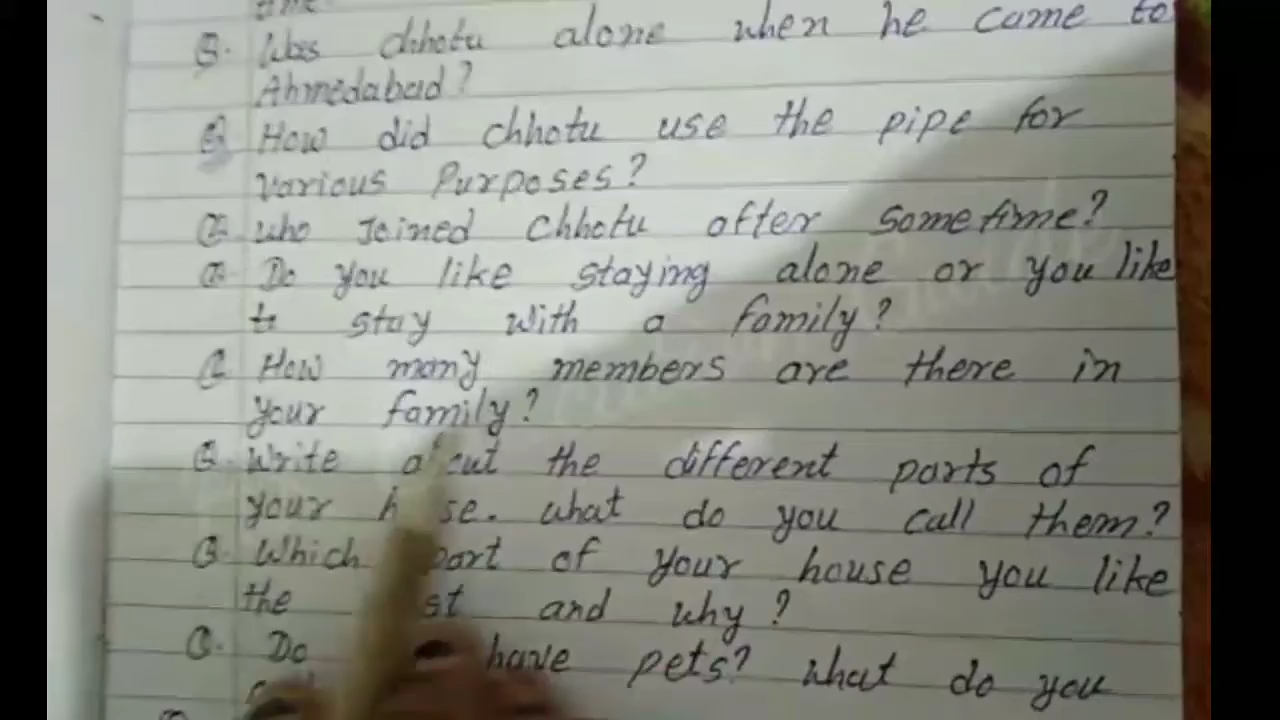 Q. Was chhotu alone when he came to
Ahmedabad?
Q. How did chhotu use the pipe for
various Purposes?
Q. who joined chhotu after sometime?
Q. Do you like staying alone or you like
to stay with a family?
Q. How many members are there in
your family?
Q. Write about the different parts of
your house. what do you call them?
Q. Which part of your house you like
the and why?
Q. Do have pets? what do you